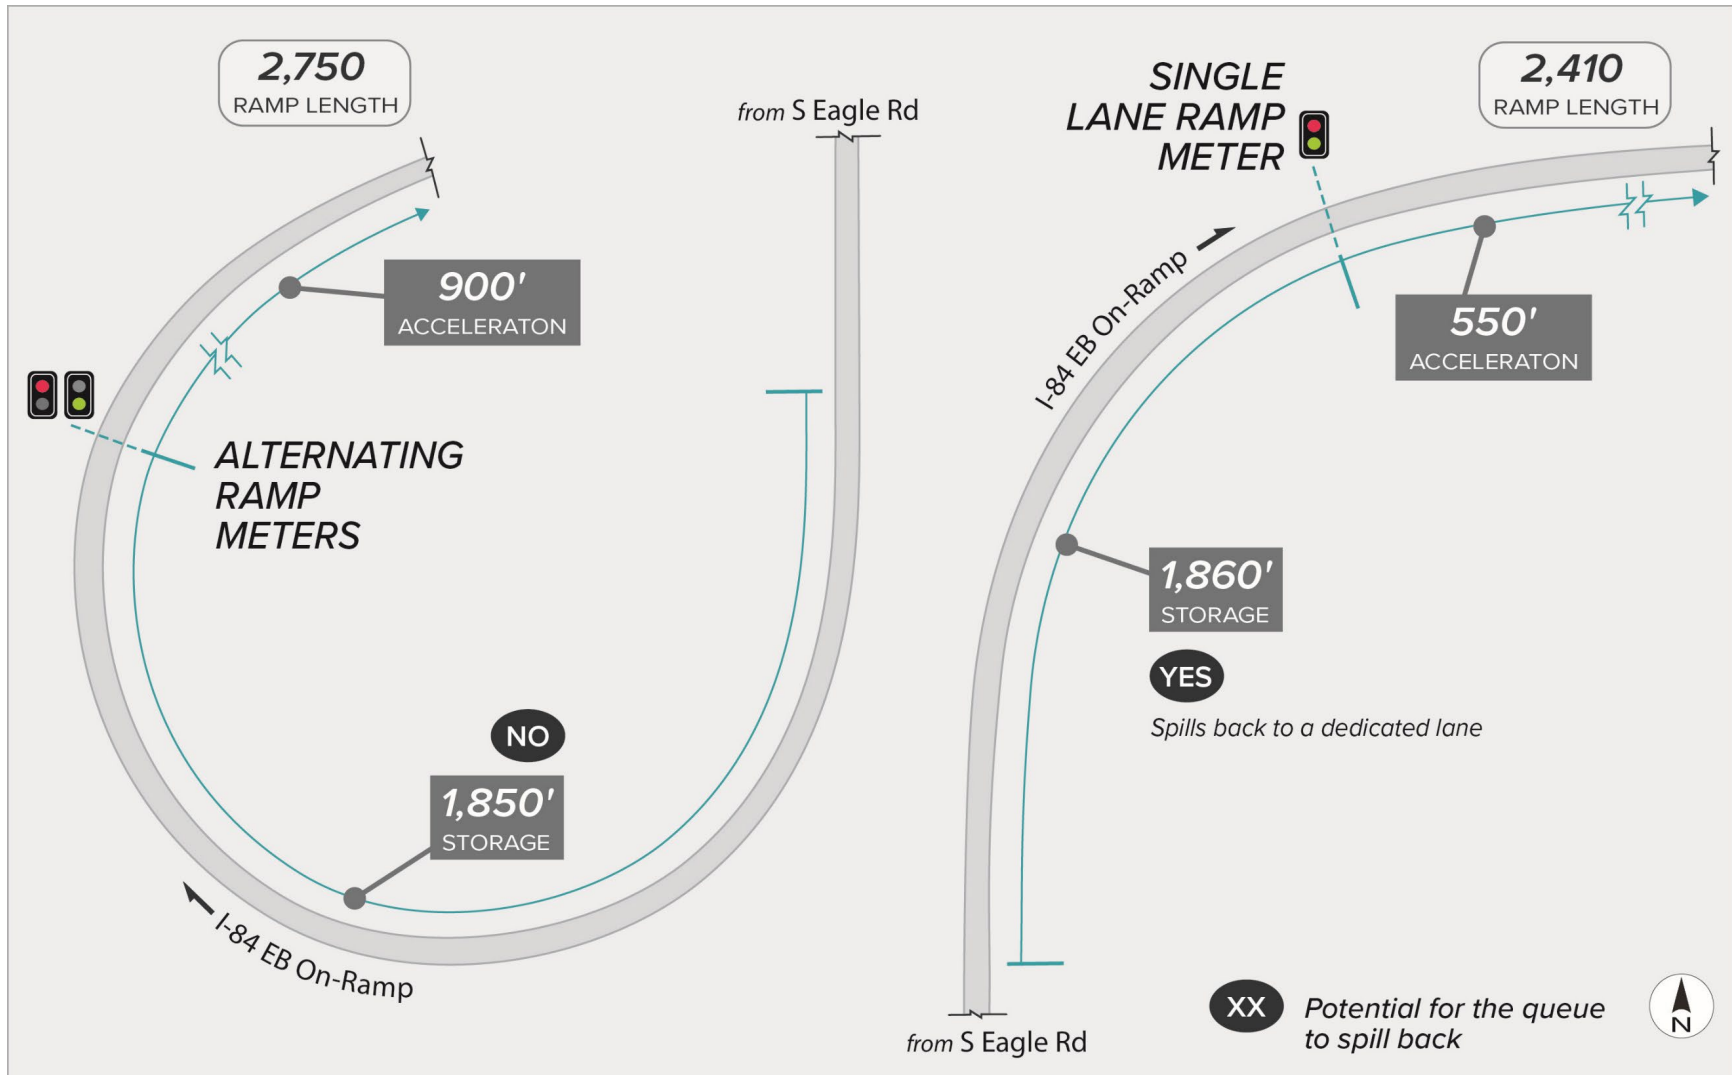 2,750
RAMP LENGTH
from S Eagle Rd
900'
ACCELERATON
ALTERNATING
RAMP
METERS
NO
1,850'
STORAGE
I-84 EB On-Ramp
SINGLE
LANE RAMP
METER
2,410
RAMP LENGTH
I-84 EB On-Ramp
550'
ACCELERATON
1,860'
STORAGE
YES
Spills back to a dedicated lane
from S Eagle Rd
XX
Potential for the queue
to spill back
N